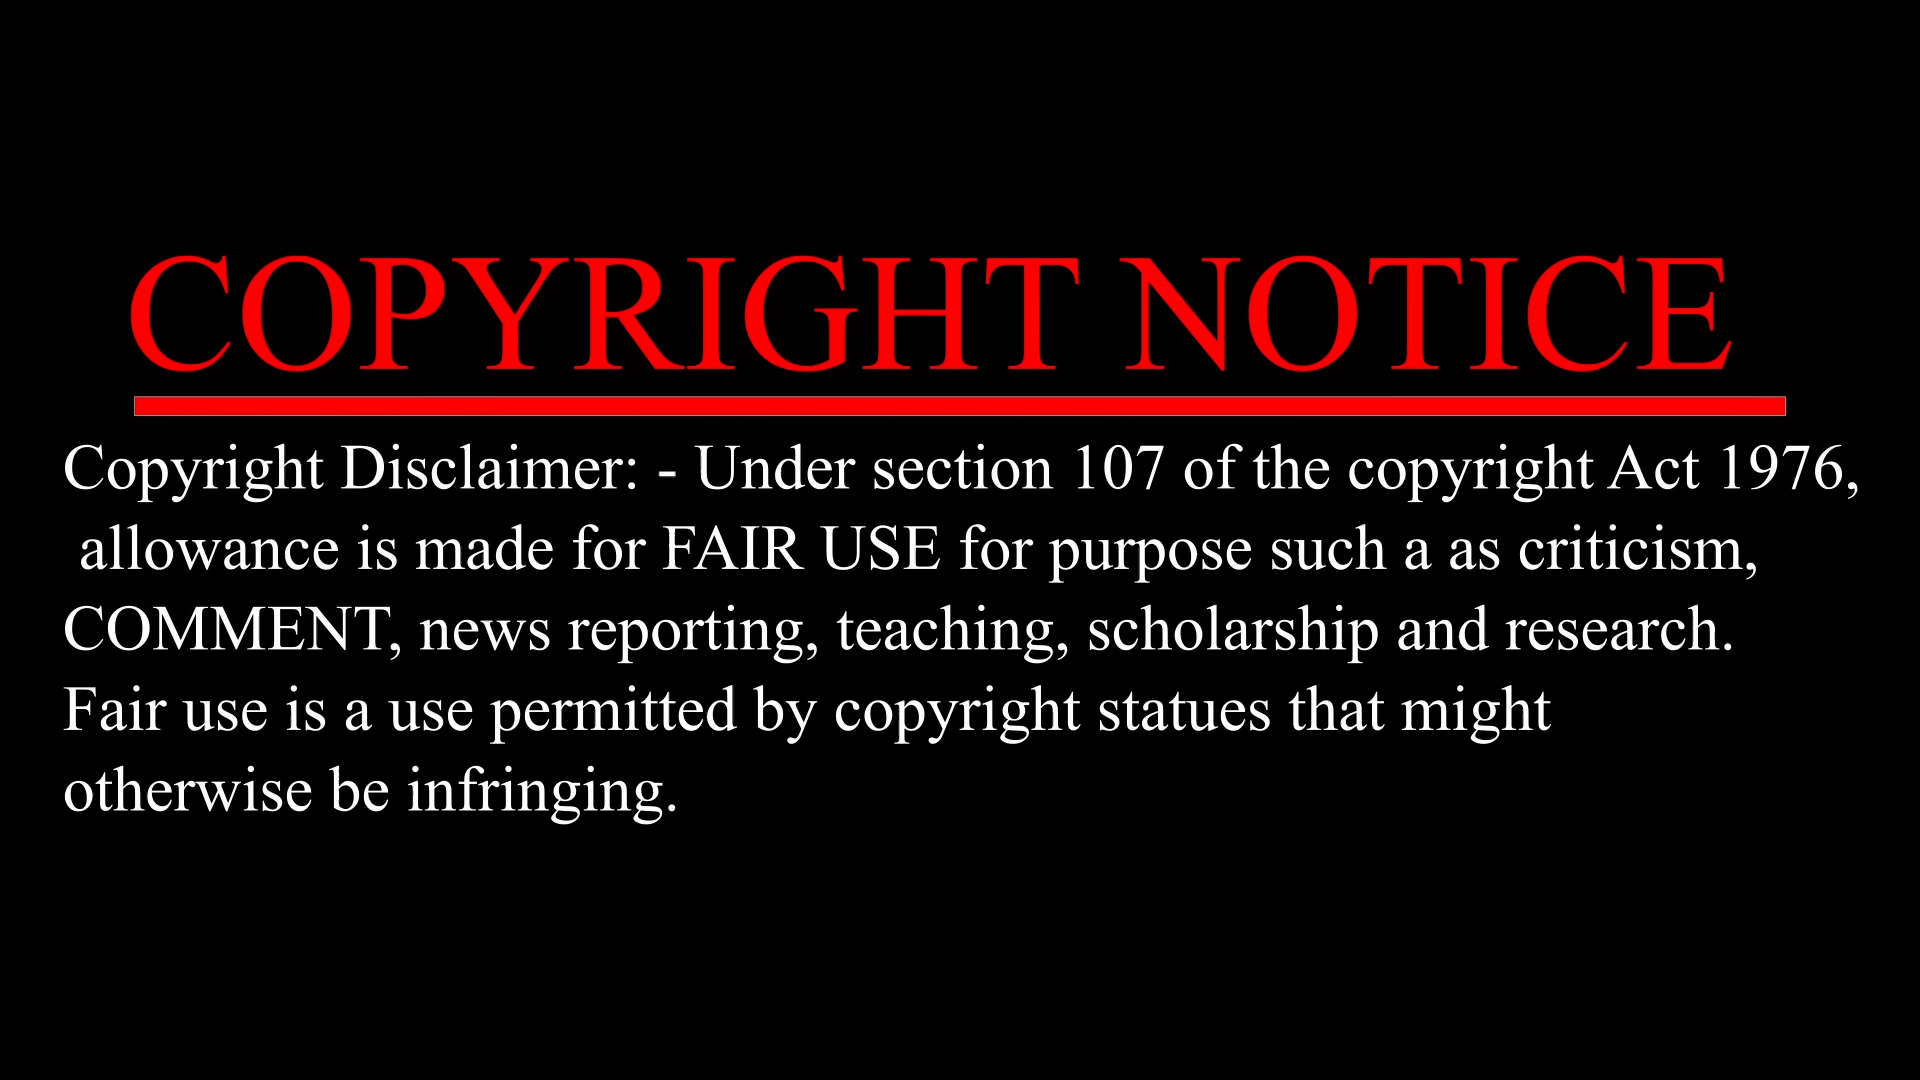 COPYRIGHT NOTICE
Copyright Disclaimer: - Under section 107 of the copyright Act 1976,
allowance is made for FAIR USE for purpose such a as criticism,
COMMENT, news reporting, teaching, scholarship and research.
Fair use is a use permitted by copyright statues that might
otherwise be infringing.